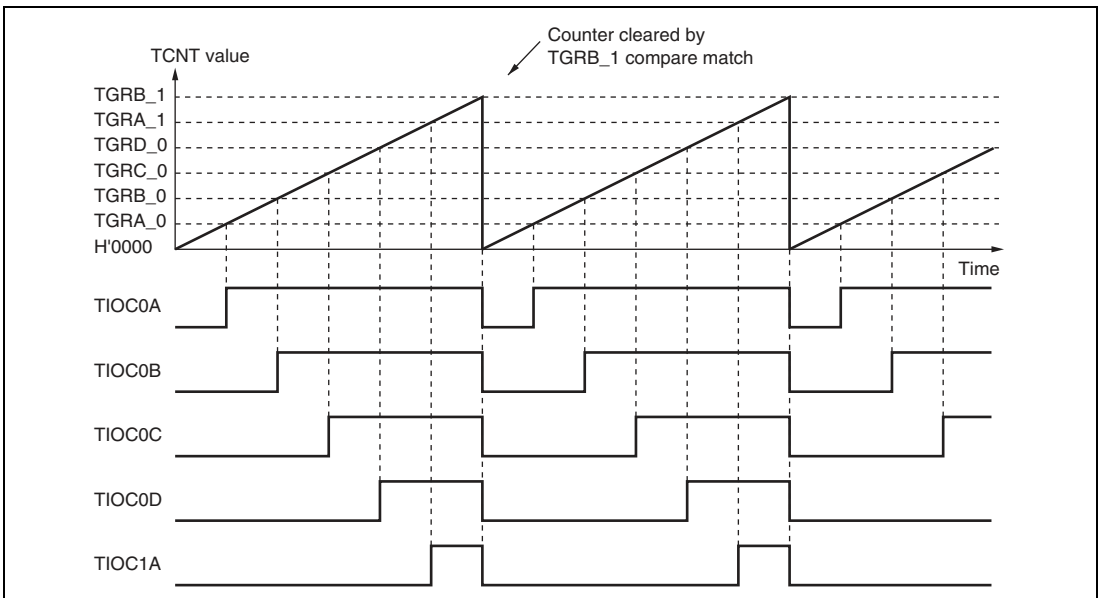 Counter cleared by
TGRB_1 compare match
TCNT value
TGRB_1
TGRA_1
TGRD_0
TGRC_0
TGRB_0
TGRA_0
H'0000
Time
TIOC0A
TIOC0B
TIOC0C
TIOC0D
TIOC1A